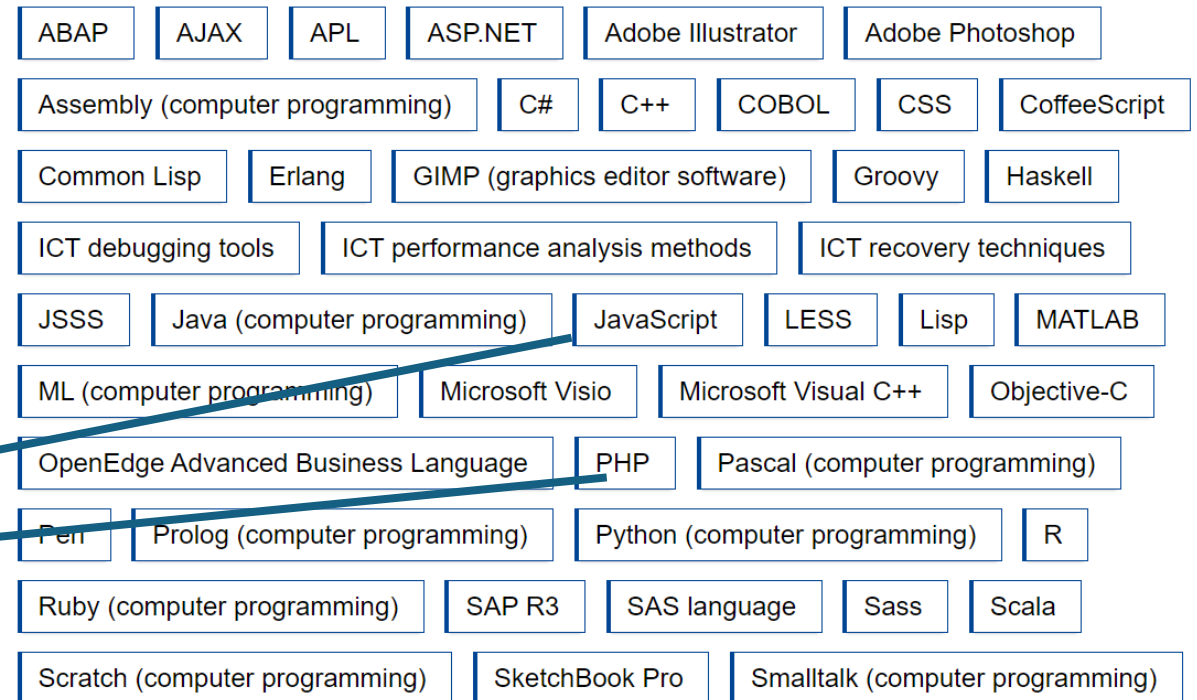 ABAP AJAX APL ASP.NET Adobe Illustrator Adobe Photoshop
Assembly (computer programming) C# C++ COBOL CSS CoffeeScript
Common Lisp Erlang GIMP (graphics editor software) Groovy Haskell
ICT debugging tools ICT performance analysis methods ICT recovery techniques
JSSS Java (computer programming) JavaScript LESS Lisp MATLAB
ML (computer programming) Microsoft Visio Microsoft Visual C++ Objective-C
OpenEdge Advanced Business Language PHP Pascal (computer programming)
Perl Prolog (computer programming) Python (computer programming) R
Ruby (computer programming) SAP R3 SAS language Sass Scala
Scratch (computer programming) SketchBook Pro Smalltalk (computer programming)